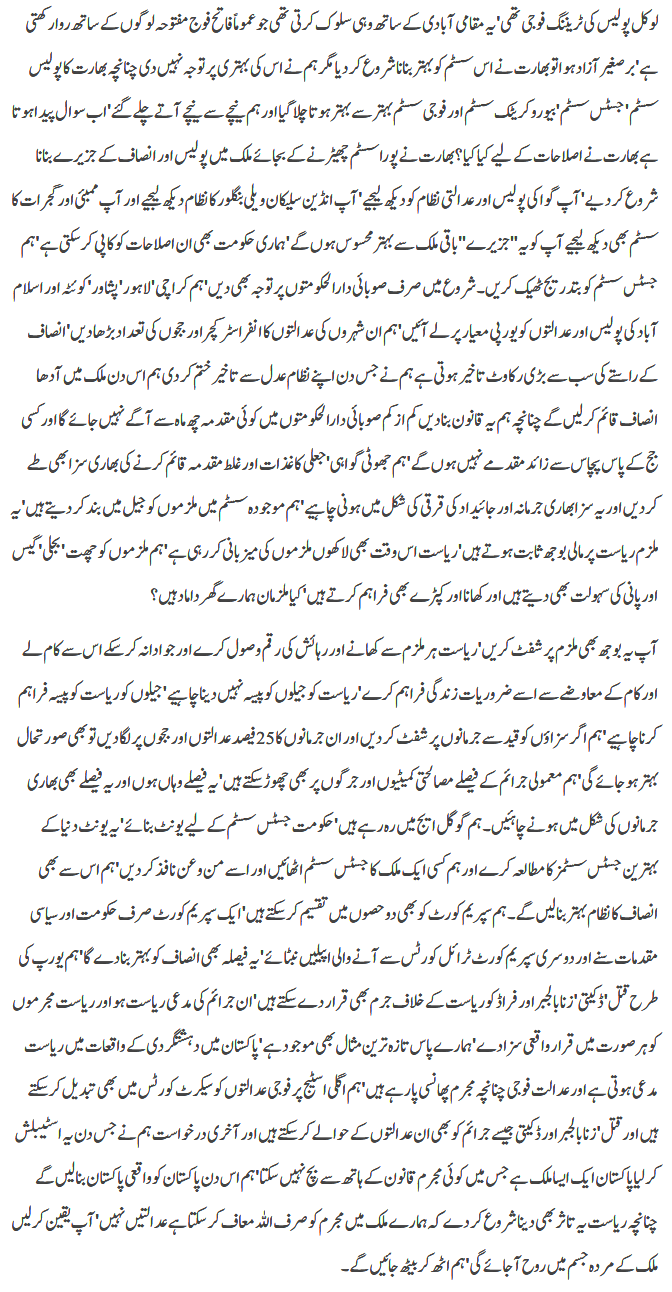 لوکل پولیس کی ٹریننگ فوجی تھی' یہ مقامی آبادی کے ساتھ وہی سلوک کرتی تھی جو عموماً فاتح فوج مفتوحہ لوگوں کے ساتھ روا رکھتی
ہے' برصغیر آزاد ہوا تو بھارت نے اس سسٹم کو بہتر بنانا شروع کر دیا مگر ہم نے اس کی بہتری پر توجہ نہیں دی چنانچہ بھارت کا پولیس
سسٹم' جسٹس سسٹم' بیوروکریٹک سسٹم اور فوجی سسٹم بہتر سے بہتر ہوتا چلا گیا اور ہم نیچے سے نیچے آتے چلے گئے' اب سوال پیدا ہوتا
ہے بھارت نے اصلاحات کے لیے کیا کیا؟ بھارت نے پورا سسٹم چھیڑنے کے بجائے ملک میں پولیس اور انصاف کے جزیرے بنانا
شروع کر دیے' آپ گوا کی پولیس اور عدالتی نظام کو دیکھ لیجیے' آپ انڈین سیلیکان ویلی بنگلور کا نظام دیکھ لیجیے اور آپ ممبئی اور گجرات کا
سسٹم بھی دیکھ لیجیے آپ کو یہ "جزیرے" باقی ملک سے بہتر محسوس ہوں گے' ہماری حکومت بھی ان اصلاحات کو کاپی کر سکتی ہے' ہم
جسٹس سسٹم کو بتدریج ٹھیک کریں۔ شروع میں صرف صوبائی دارالحکومتوں پر توجہ بھی دیں' ہم کراچی' لاہور' پشاور' کوئٹہ اور اسلام
آباد کی پولیس اور عدالتوں کو یورپی معیار پر لے آئیں' ہم ان شہروں کی عدالتوں کا انفراسٹرکچر اور ججوں کی تعداد بڑھا دیں' انصاف
کے راستے کی سب سے بڑی رکاوٹ تاخیر ہوتی ہے ہم نے جس دن اپنے نظام عدل سے تاخیر ختم کر دی ہم اس دن ملک میں آدھا
انصاف قائم کر لیں گے چنانچہ ہم یہ قانون بنا دیں کم از کم صوبائی دارالحکومتوں میں کوئی مقدمہ چھ ماہ سے آگے نہیں جائے گا اور کسی
جج کے پاس پچاس سے زائد مقدمے نہیں ہوں گے' ہم جھوٹی گواہی' جعلی کاغذات اور غلط مقدمہ قائم کرنے کی بھاری سزا بھی طے
کر دیں اور یہ سزا بھاری جرمانہ اور جائیداد کی قرقی کی شکل میں ہونی چاہیے' ہم موجودہ سسٹم میں ملزموں کو جیل میں بند کر دیتے ہیں' یہ
ملزم ریاست پر مالی بوجھ ثابت ہوتے ہیں' ریاست اس وقت بھی لاکھوں ملزموں کی میزبانی کر رہی ہے' ہم ملزموں کو چھت' بجلی' گیس
اور پانی کی سہولت بھی دیتے ہیں اور کھانا اور کپڑے بھی فراہم کرتے ہیں' کیا ملزمان ہمارے گھر داماد ہیں؟
آپ یہ بوجھ بھی ملزم پر شفٹ کریں' ریاست ہر ملزم سے کھانے اور رہائش کی رقم وصول کرے اور جو ادا نہ کر سکے اس سے کام لے
اور کام کے معاوضے سے اسے ضروریات زندگی فراہم کرے' ریاست کو جیلوں کو پیسہ نہیں دینا چاہیے' جیلوں کو ریاست کو پیسہ فراہم
کرنا چاہیے' ہم اگر سزاؤں کو قید سے جرمانوں پر شفٹ کر دیں اور ان جرمانوں کا 25 فیصد عدالتوں اور ججوں پر لگا دیں تو بھی صورتحال
بہتر ہو جائے گی' ہم معمولی جرائم کے فیصلے مصالحتی کمیٹیوں اور جرگوں پر بھی چھوڑ سکتے ہیں' یہ فیصلے وہاں ہوں اور یہ فیصلے بھی بھاری
جرمانوں کی شکل میں ہونے چاہئیں۔ ہم گوگل ایج میں رہ رہے ہیں' حکومت جسٹس سسٹم کے لیے یونٹ بنائے' یہ یونٹ دنیا کے
بہترین جسٹس سسٹمز کا مطالعہ کرے اور ہم کسی ایک ملک کا جسٹس سسٹم اٹھائیں اور اسے من و عن نافذ کر دیں' ہم اس سے بھی
انصاف کا نظام بہتر بنا لیں گے۔ ہم سپریم کورٹ کو بھی دو حصوں میں تقسیم کر سکتے ہیں' ایک سپریم کورٹ صرف حکومت اور سیاسی
مقدمات سنے اور دوسری سپریم کورٹ ٹرائل کورٹس سے آنے والی اپیلیں نبٹائے' یہ فیصلہ بھی انصاف کو بہتر بنا دے گا' ہم یورپ کی
طرح قتل' ڈکیتی' زنا بالجبر اور فراڈ کو ریاست کے خلاف جرم بھی قرار دے سکتے ہیں' ان جرائم کی مدعی ریاست ہو اور ریاست مجرموں
کو ہر صورت میں قرار واقعی سزا دے' ہمارے پاس تازہ ترین مثال بھی موجود ہے' پاکستان میں دہشتگردی کے واقعات میں ریاست
مدعی ہوتی ہے اور عدالت فوجی چنانچہ مجرم پھانسی پا رہے ہیں' ہم اگلی اسٹیج پر فوجی عدالتوں کو سیکرٹ کورٹس میں بھی تبدیل کر سکتے
ہیں اور قتل' زنا بالجبر اور ڈکیتی جیسے جرائم کو بھی ان عدالتوں کے حوالے کر سکتے ہیں اور آخری درخواست ہم نے جس دن یہ اسٹیبلش
کر لیا پاکستان ایک ایسا ملک ہے جس میں کوئی مجرم قانون کے ہاتھ سے بچ نہیں سکتا' ہم اس دن پاکستان کو واقعی پاکستان بنا لیں گے
چنانچہ ریاست یہ تاثر بھی دینا شروع کر دے کہ ہمارے ملک میں مجرم کو صرف اللہ معاف کر سکتا ہے عدالتیں نہیں' آپ یقین کر لیں
ملک کے مردہ جسم میں روح آ جائے گی' ہم اٹھ کر بیٹھ جائیں گے۔